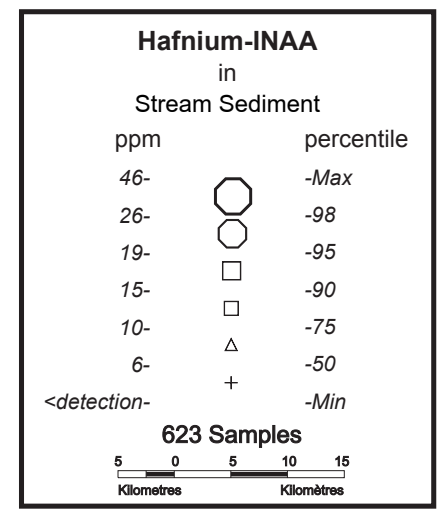 Hafnium-INAA
in
Stream Sediment
ppm percentile
46- -Max
26- -98
19- -95
15- -90
10- -75
6- -50
<detection- -Min
623 Samples
5 0 5 10 15
Kilometres Kilomètres